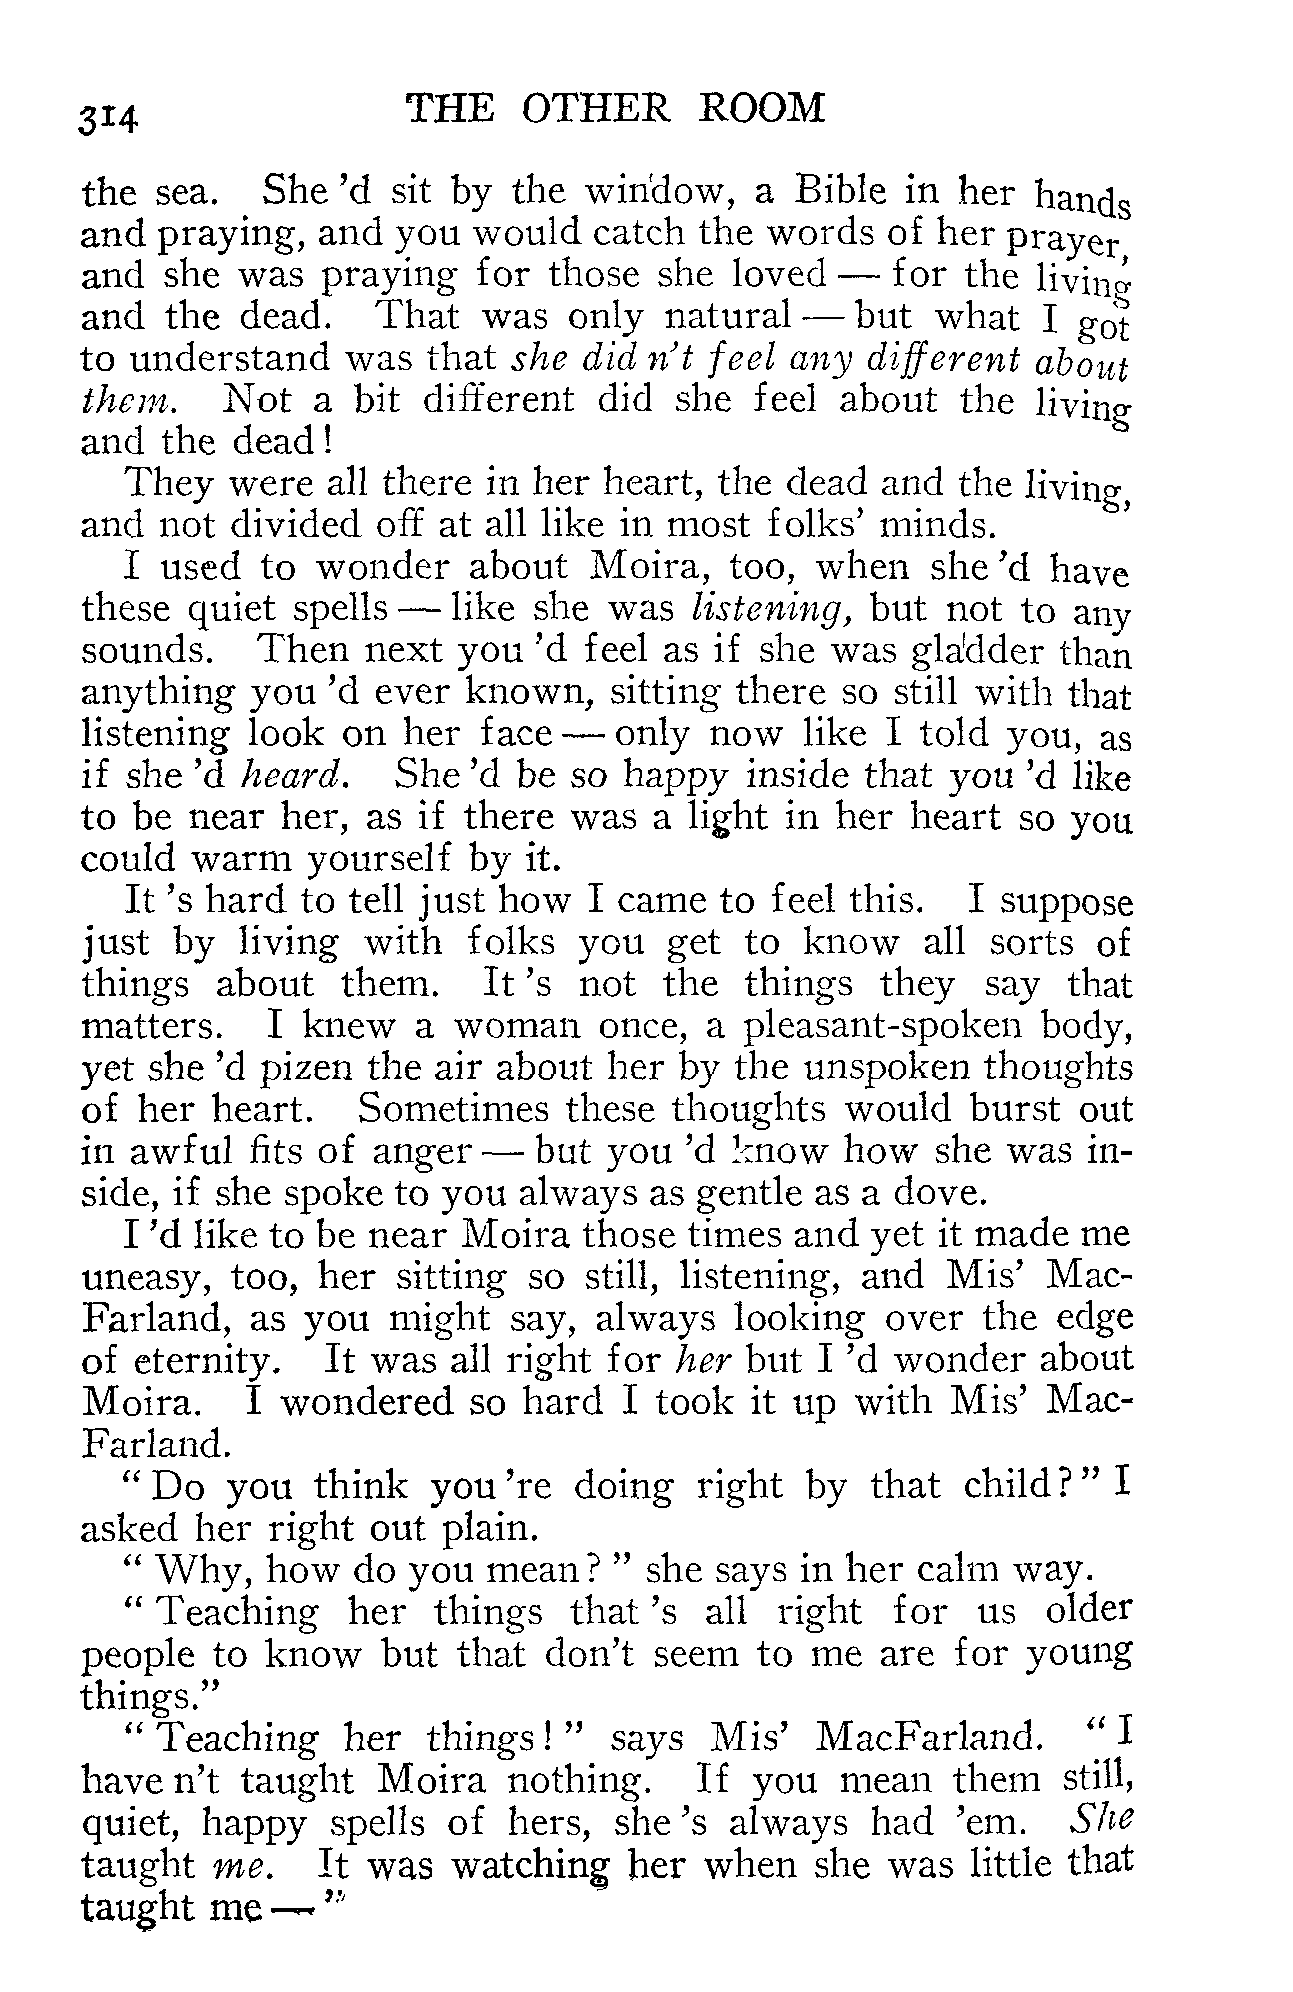 314 THE OTHER ROOM
the sea. She 'd sit by the window, a Bible in her hands
and praying, and you would catch the words of her prayer,
and she was praying for those she loved — for the living
and the dead. That was only natural — but what I got
to understand was that she did n't feel any different about
them. Not a bit different did she feel about the living
and the dead!
They were all there in her heart, the dead and the living,
and not divided off at all like in most folks' minds.
I used to wonder about Moira, too, when she 'd have
these quiet spells — like she was listening, but not to any
sounds. Then next you 'd feel as if she was gladder than
anything you 'd ever known, sitting there so still with that
listening look on her face — only now like I told you, as
if she 'd heard. She 'd be so happy inside that you 'd like
to be near her, as if there was a light in her heart so you
could warm yourself by it.
It 's hard to tell just how I came to feel this. I suppose
just by living with folks you get to know all sorts of
things about them. It 's not the things they say that
matters. I knew a woman once, a pleasant-spoken body,
yet she 'd pizen the air about her by the unspoken thoughts
of her heart. Sometimes these thoughts would burst out
in awful fits of anger — but you 'd know how she was in-
side, if she spoke to you always as gentle as a dove.
I 'd like to be near Moira those times and yet it made me
uneasy, too, her sitting so still, listening, and Mis' Mac-
Farland, as you might say, always looking over the edge
of eternity. It was all right for her but I 'd wonder about
Moira. I wondered so hard I took it up with Mis' Mac-
Farland.
" Do you think you 're doing right by that child? " I
asked her right out plain.
" Why, how do you mean? " she says in her calm way.
" Teaching her things that 's all right for us older
people to know but that don't seem to me are for young
things."
" Teaching her things! " says Mis' MacFarland. " I
have n't taught Moira nothing. If you mean them still,
quiet, happy spells of hers, she 's always had 'em. She
taught me. It was watching her when she was little that
taught me — "